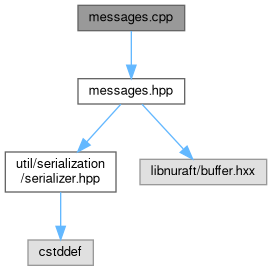 messages.cpp
messages.hpp
util/serialization
/serializer.hpp
libnuraft/buffer.hxx
cstddef